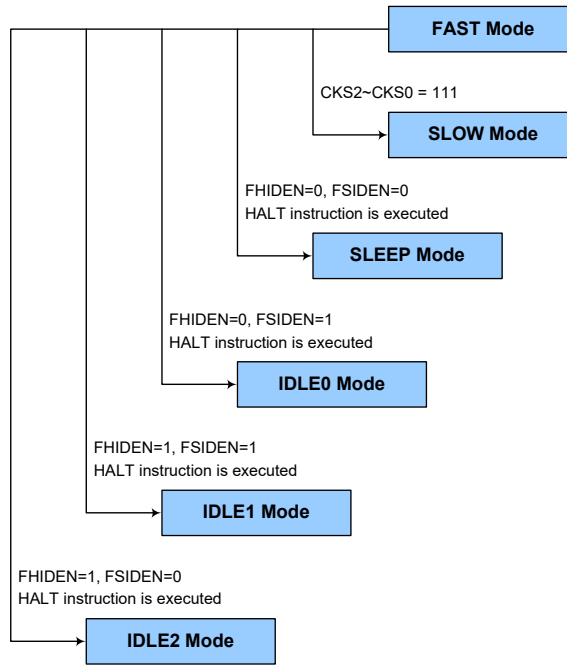 FAST Mode
CKS2~CKS0 = 111
SLOW Mode
FHIDEN=0, FSIDEN=0
HALT instruction is executed
SLEEP Mode
FHIDEN=0, FSIDEN=1
HALT instruction is executed
IDLE0 Mode
FHIDEN=1, FSIDEN=1
HALT instruction is executed
IDLE1 Mode
FHIDEN=1, FSIDEN=0
HALT instruction is executed
IDLE2 Mode